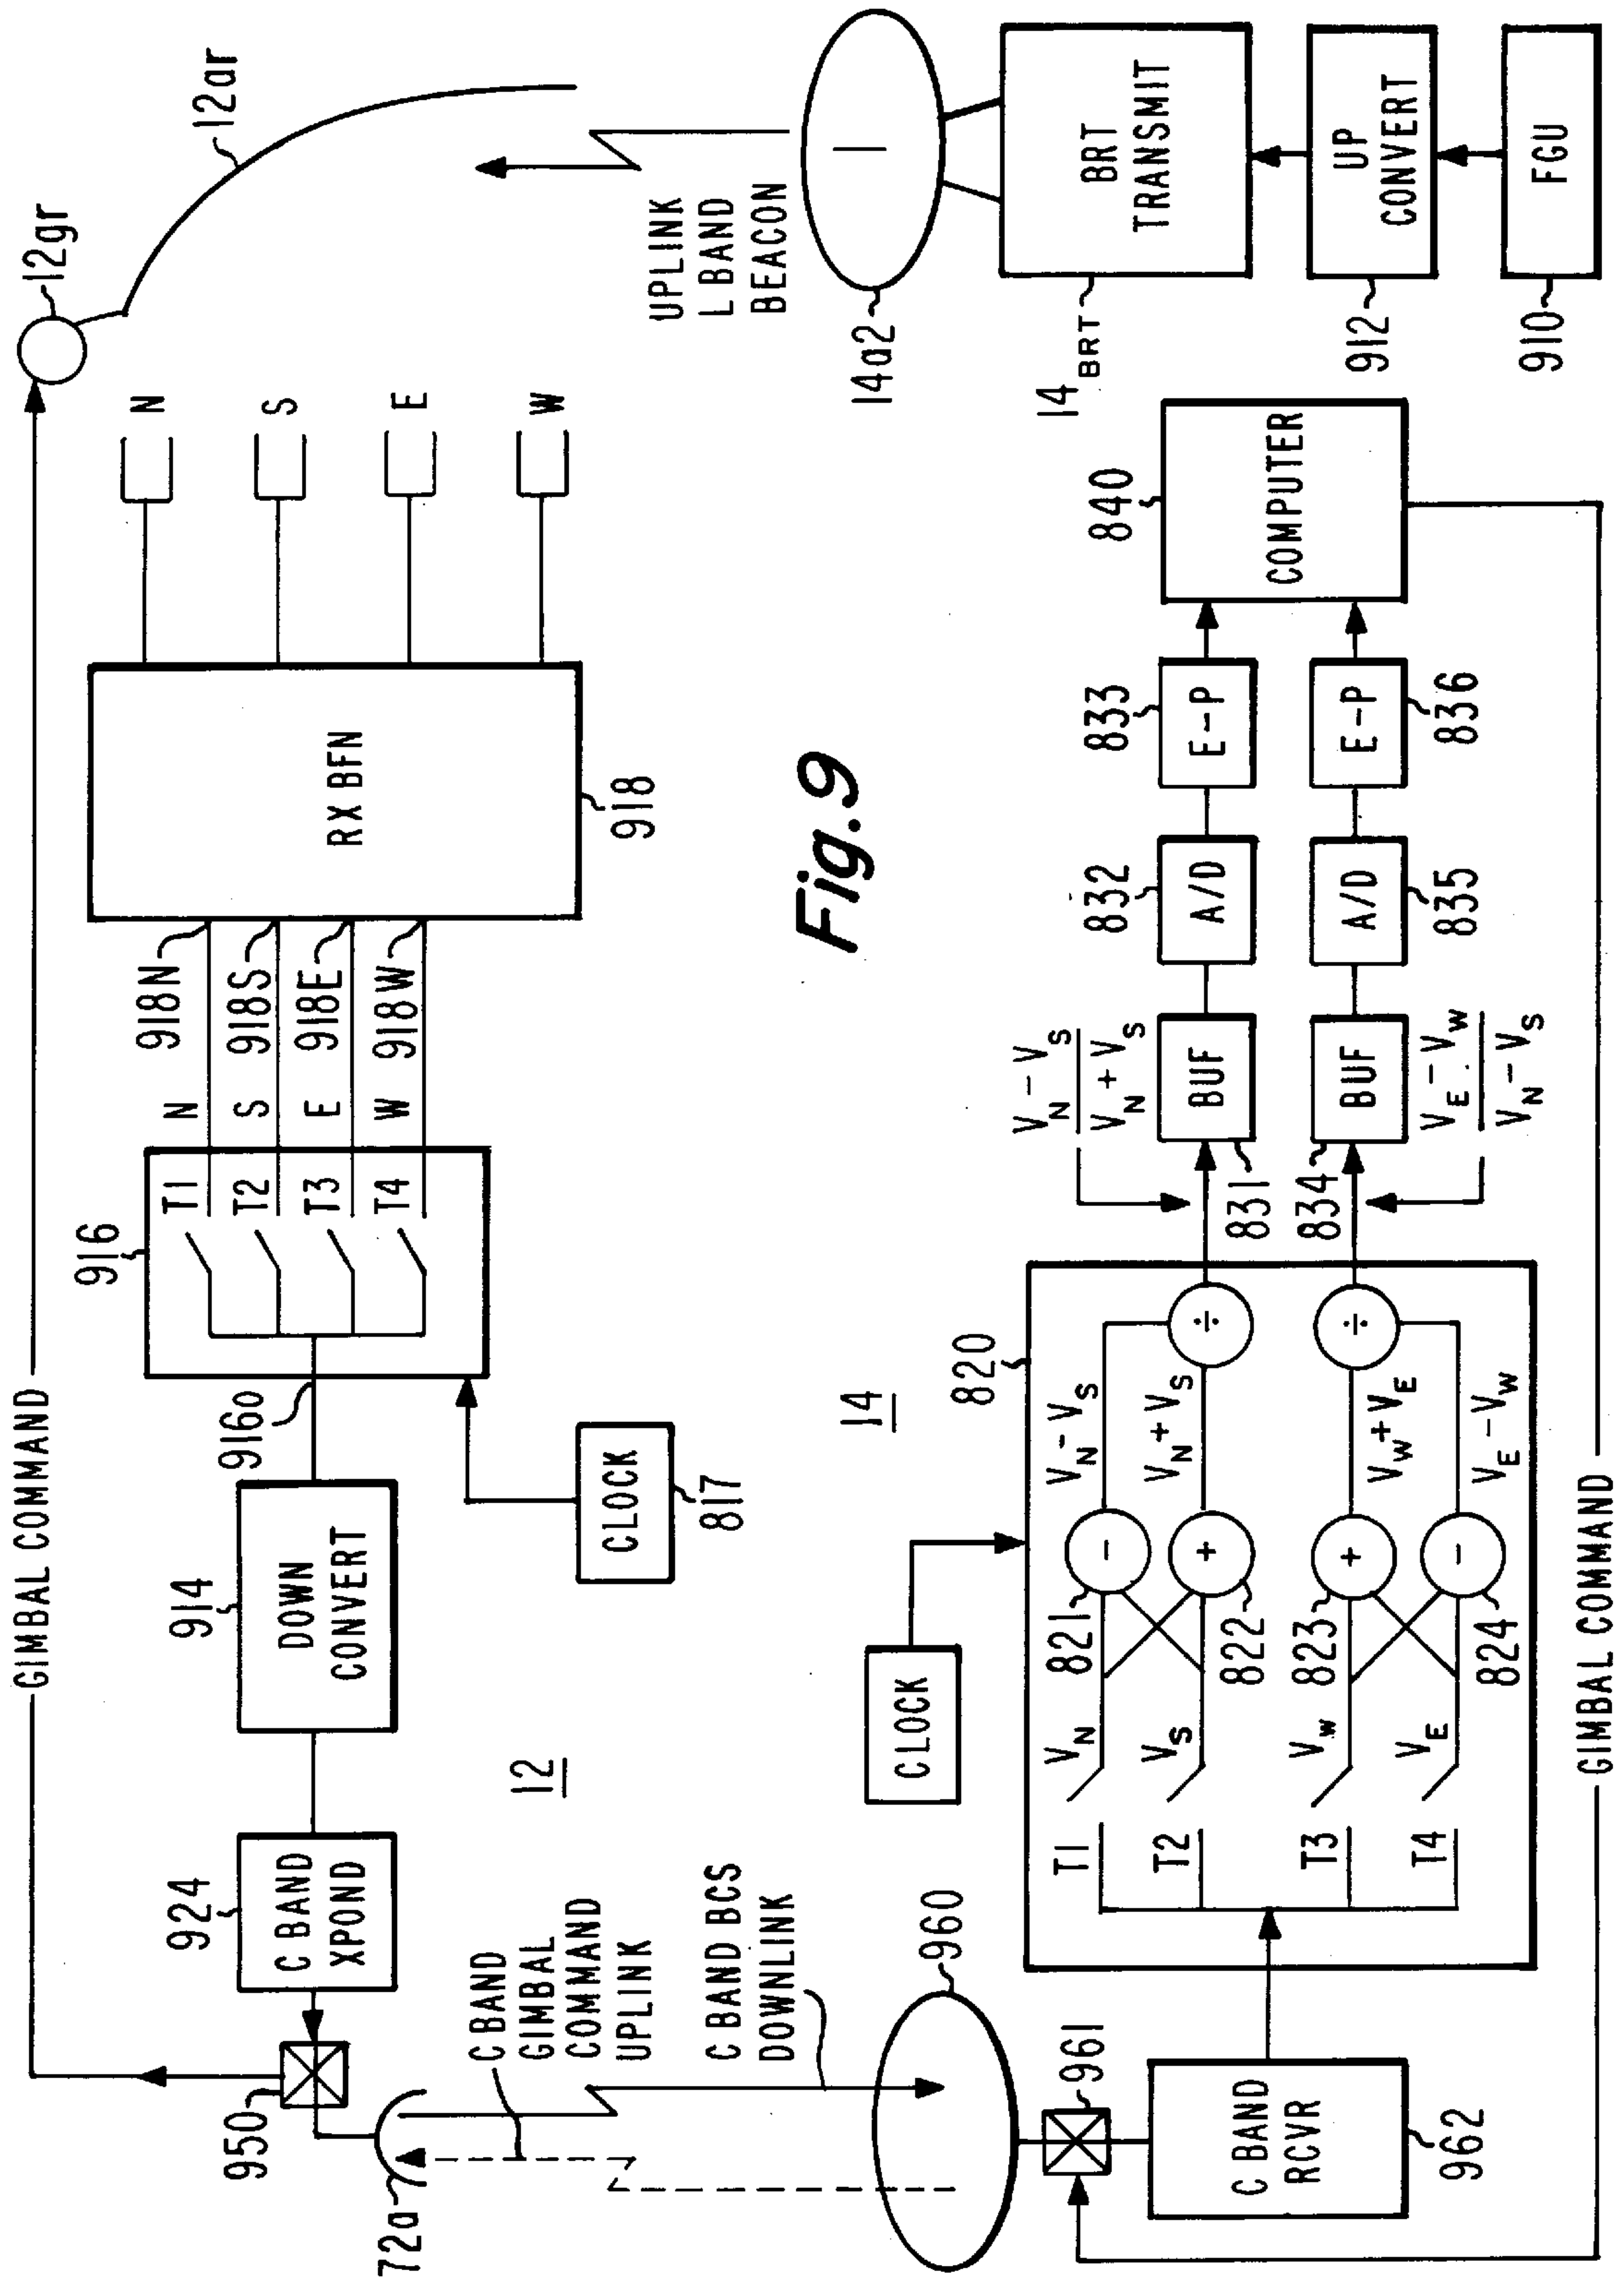 GIMBAL COMMAND
12gr
12ar
N
S
E
W
RX BFN
918
918N
918S
918E
918W
N
S
E
W
916
T1
T2
T3
T4
916o
914
DOWN
CONVERT
CLOCK
817
924
C BAND
XPOND
950
72a
12
C BAND
GIMBAL
COMMAND
UPLINK
C BAND BCS
DOWNLINK
UPLINK
L BAND
BEACON
14a2
BRT
TRANSMIT
14 BRT
UP
CONVERT
912
FGU
910
Fig. 9
960
961
C BAND
RCVR
962
14
CLOCK
820
T1
T2
T3
T4
VN
VS
VW
VE
821
822
823
824
-
+
+
-
VN - VS
VN + VS
VW + VE
VE - VW
÷
÷
VN - VS
VN + VS
831
BUF
832
A/D
833
E-P
834
BUF
835
A/D
836
E-P
VE - VW
VN - VS
840
COMPUTER
GIMBAL COMMAND